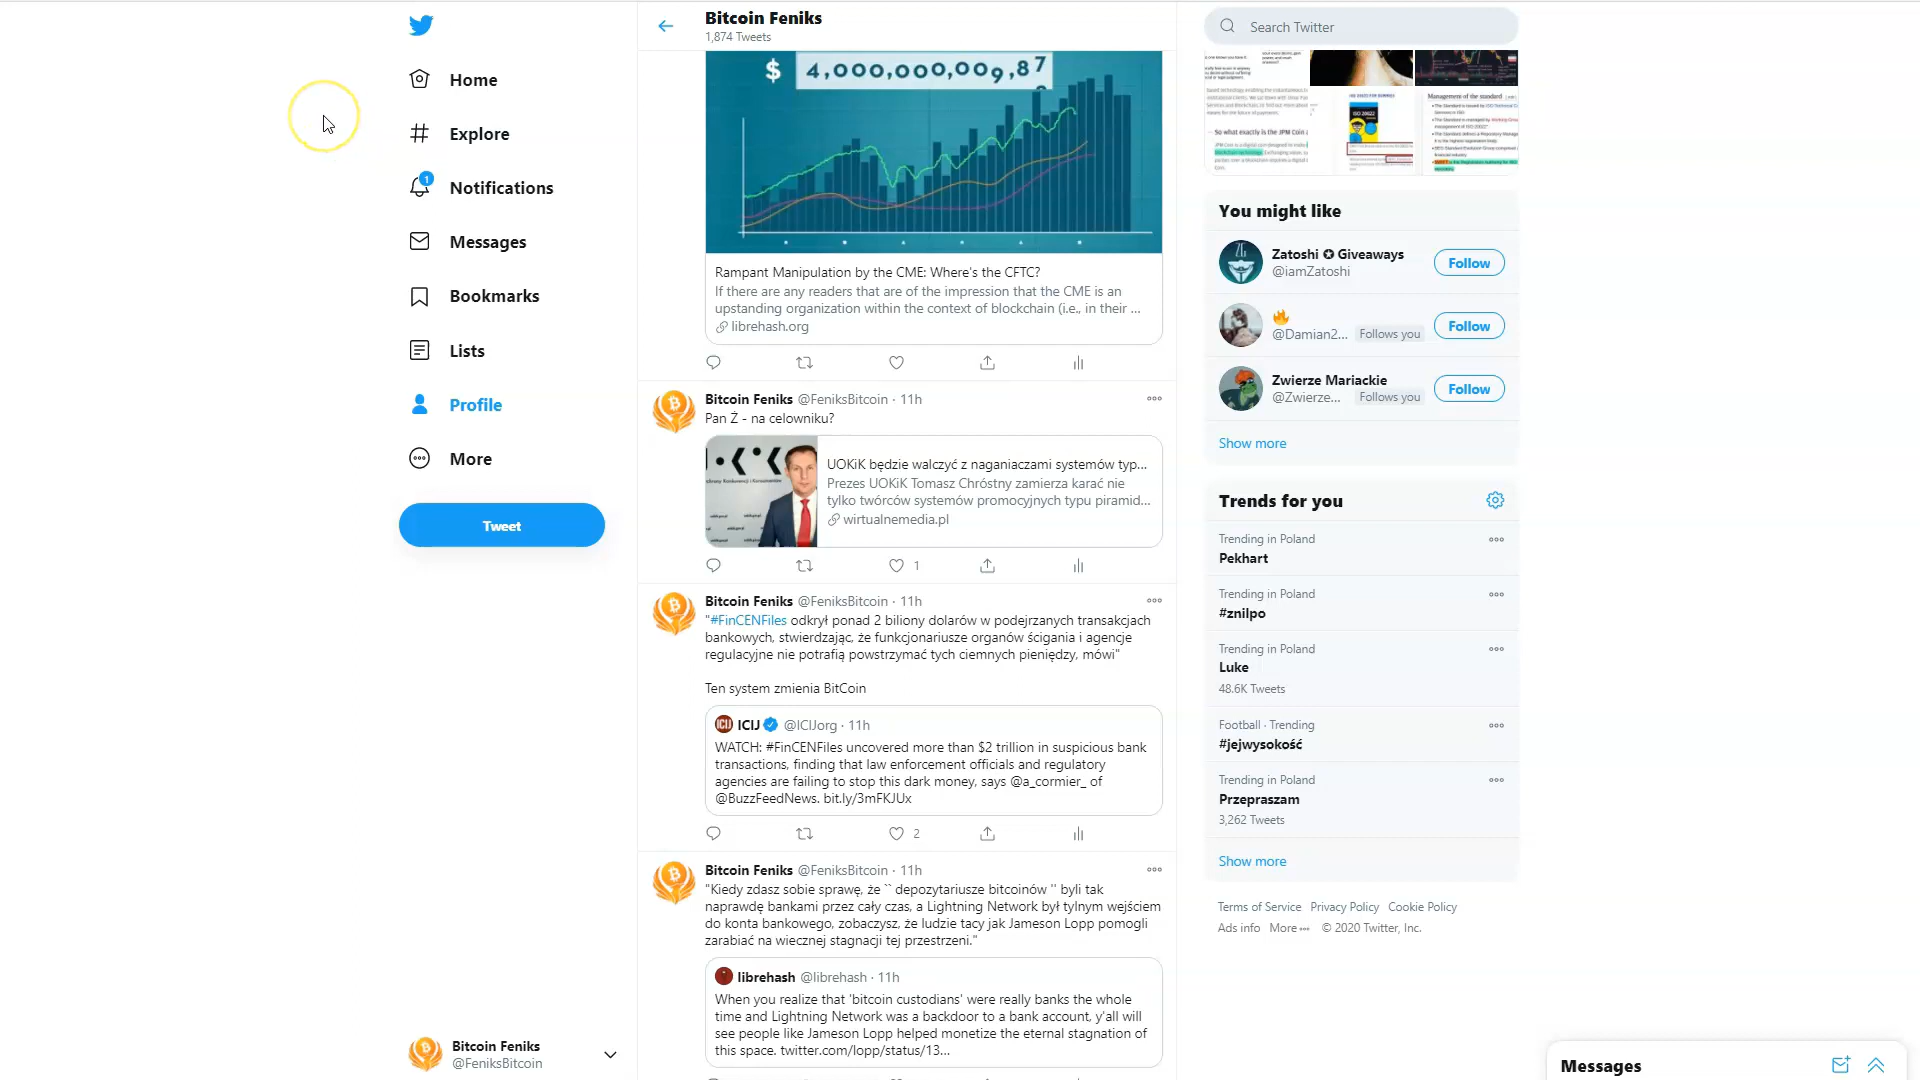 Home
Explore
1
Notifications
Messages
Bookmarks
Lists
Profile
More
Tweet
Bitcoin Feniks
@FeniksBitcoin
Bitcoin Feniks
1,874 Tweets
$ 4,000,000,009,87
Rampant Manipulation by the CME: Where's the CFTC?
If there are any readers that are of the impression that the CME is an
upstanding organization within the context of blockchain (i.e., in their ...
librehash.org
Bitcoin Feniks @FeniksBitcoin · 11h
Pan Ż - na celowniku?
UOKiK będzie walczyć z naganiaczami systemów typ...
Prezes UOKiK Tomasz Chróstny zamierza karać nie
tylko twórców systemów promocyjnych typu piramid...
wirtualnemedia.pl
1
Bitcoin Feniks @FeniksBitcoin · 11h
"#FinCENFiles odkrył ponad 2 biliony dolarów w podejrzanych transakcjach
bankowych, stwierdzając, że funkcjonariusze organów ścigania i agencje
regulacyjne nie potrafią powstrzymać tych ciemnych pieniędzy, mówi"
Ten system zmienia BitCoin
ICIJ @ICIJorg · 11h
WATCH: #FinCENFiles uncovered more than $2 trillion in suspicious bank
transactions, finding that law enforcement officials and regulatory
agencies are failing to stop this dark money, says @a_cormier_ of
@BuzzFeedNews. bit.ly/3mFKJUx
2
Bitcoin Feniks @FeniksBitcoin · 11h
"Kiedy zdasz sobie sprawę, że `` depozytariusze bitcoinów '' byli tak
naprawdę bankami przez cały czas, a Lightning Network był tylnym wejściem
do konta bankowego, zobaczysz, że ludzie tacy jak Jameson Lopp pomogli
zarabiać na wiecznej stagnacji tej przestrzeni."
librehash @librehash · 11h
When you realize that 'bitcoin custodians' were really banks the whole
time and Lightning Network was a backdoor to a bank account, y'all will
see people like Jameson Lopp helped monetize the eternal stagnation of
this space. twitter.com/lopp/status/13...
Search Twitter
So what exactly is the JPM Coin
Management of the standard
You might like
Zatoshi ✪ Giveaways
@iamZatoshi
Follow
🔥
@Damian2... Follows you
Follow
Zwierze Mariackie
@Zwierze... Follows you
Follow
Show more
Trends for you
Trending in Poland
Pekhart
Trending in Poland
#znilpo
Trending in Poland
Luke
48.6K Tweets
Football · Trending
#jejwysokość
Trending in Poland
Przepraszam
3,262 Tweets
Show more
Terms of Service Privacy Policy Cookie Policy
Ads info More ··· © 2020 Twitter, Inc.
Messages